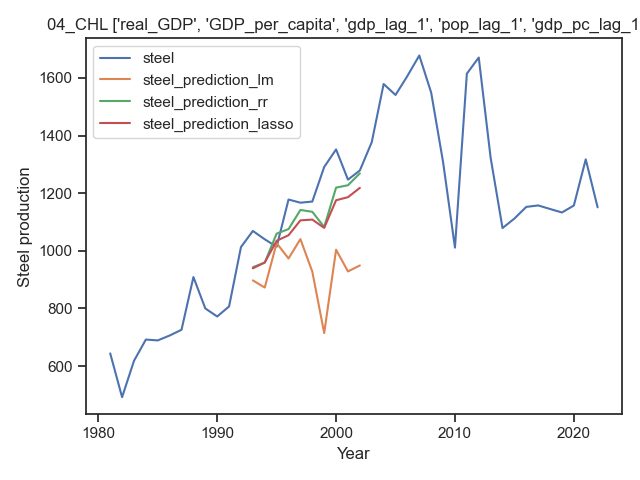 04_CHL ['real_GDP', 'GDP_per_capita', 'gdp_lag_1', 'pop_lag_1', 'gdp_pc_lag_1
steel
steel_prediction_lm
steel_prediction_rr
steel_prediction_lasso
Steel production
1600
1400
1200
1000
800
600
1980 1990 2000 2010 2020
Year